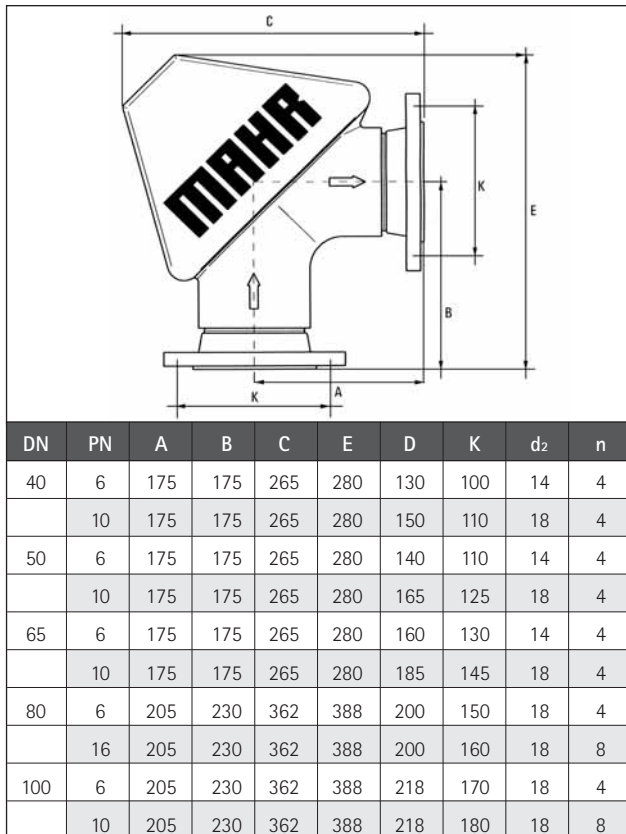 C
MAHR
K
E
B
A
K
DN PN A B C E D K d₂ n
40 6 175 175 265 280 130 100 14 4
10 175 175 265 280 150 110 18 4
50 6 175 175 265 280 140 110 14 4
10 175 175 265 280 165 125 18 4
65 6 175 175 265 280 160 130 14 4
10 175 175 265 280 185 145 18 4
80 6 205 230 362 388 200 150 18 4
16 205 230 362 388 200 160 18 8
100 6 205 230 362 388 218 170 18 4
10 205 230 362 388 218 180 18 8